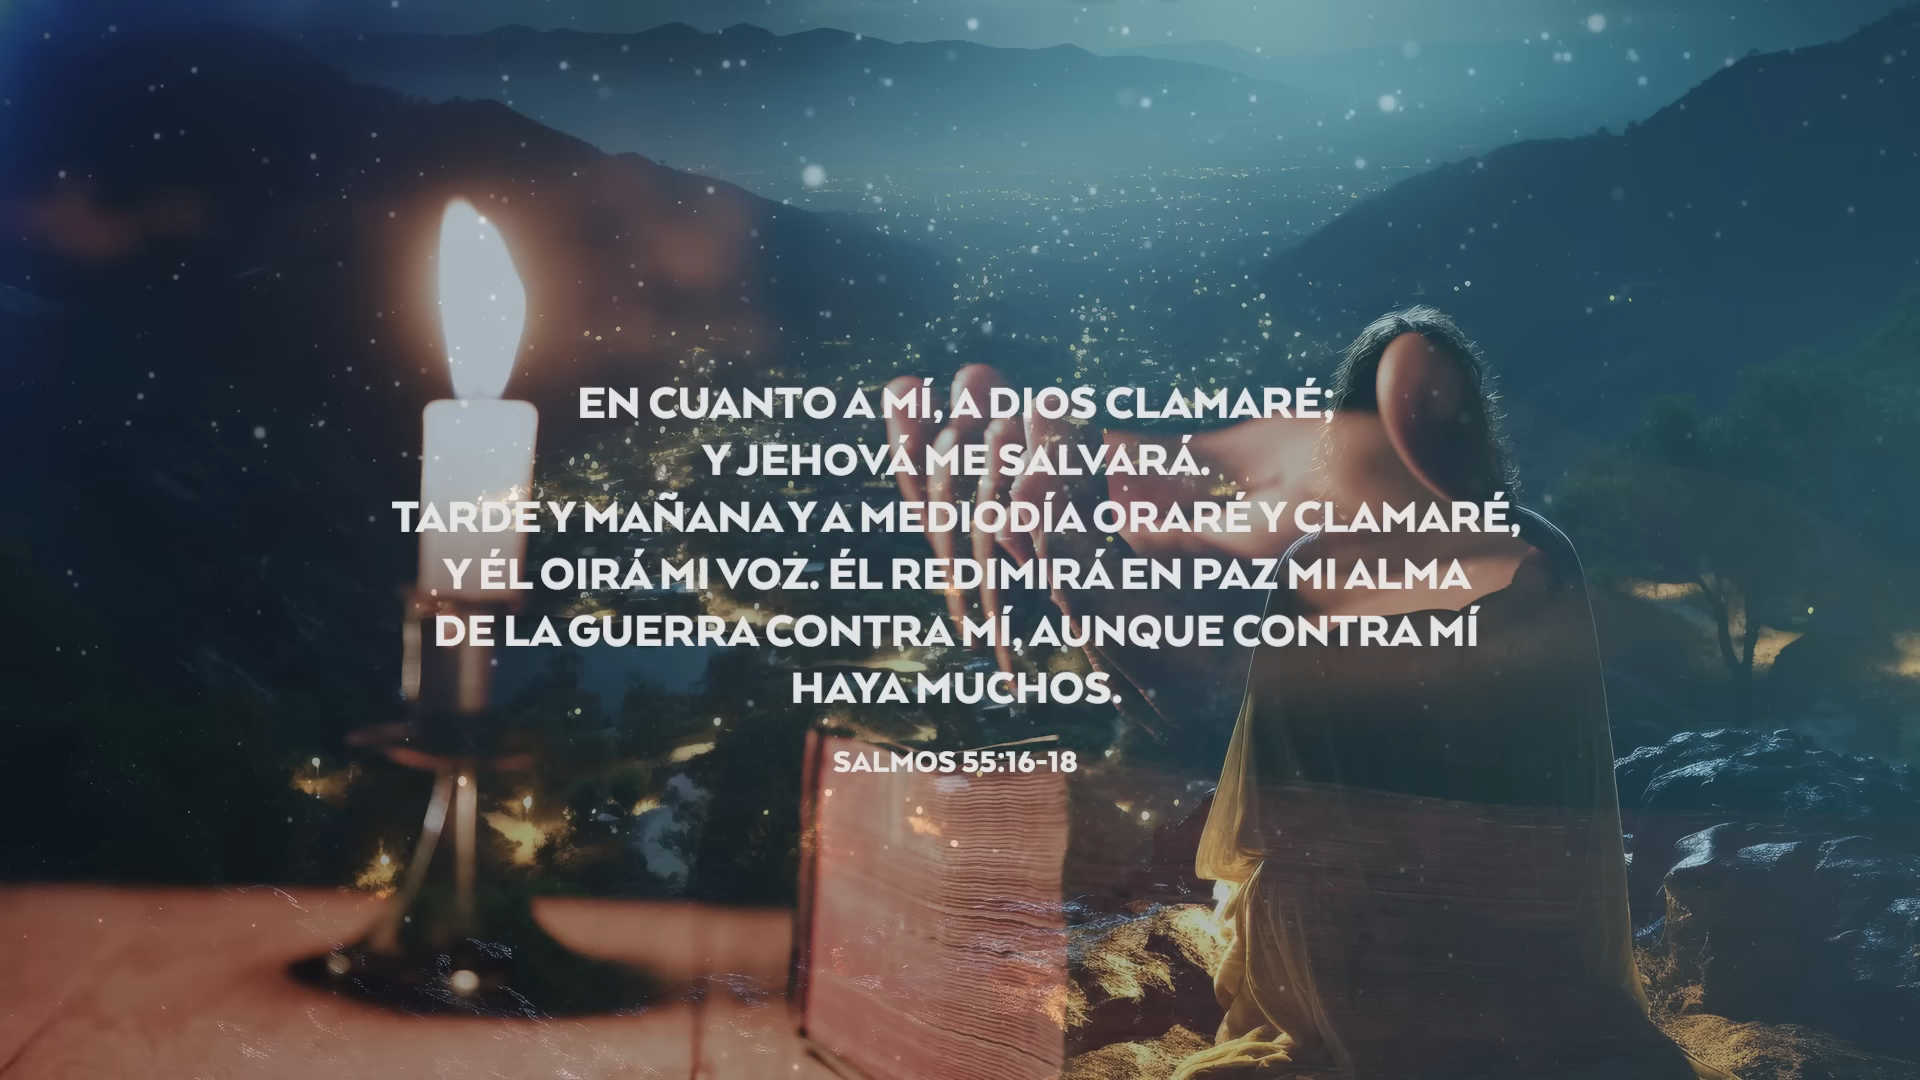 EN CUANTO A MÍ, A DIOS CLAMARÉ;
Y JEHOVÁ ME SALVARÁ.
TARDE Y MAÑANA Y A MEDIODÍA ORARÉ Y CLAMARÉ,
Y ÉL OIRÁ MI VOZ. ÉL REDIMIRÁ EN PAZ MI ALMA
DE LA GUERRA CONTRA MÍ, AUNQUE CONTRA MÍ
HAYA MUCHOS.
SALMOS 55:16-18